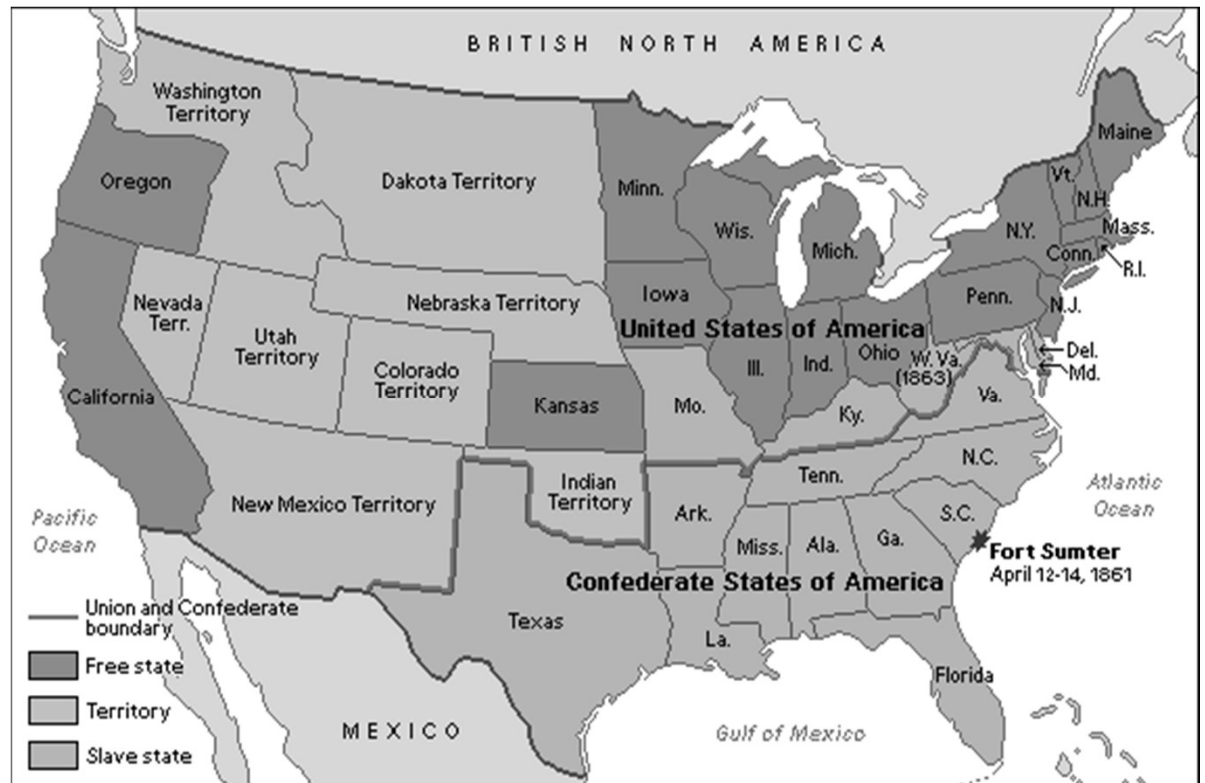 BRITISH NORTH AMERICA
Washington
Territory
Oregon
Dakota Territory
Minn.
Wis.
Mich.
Maine
Vt.
N.H.
N.Y.
Mass.
Conn.
R.I.
Nevada
Terr.
Utah
Territory
Nebraska Territory
Iowa
Penn.
N.J.
United States of America
Colorado
Territory
Ill.
Ind.
Ohio
W. Va.
(1863)
Del.
Md.
California
Kansas
Mo.
Ky.
Va.
New Mexico Territory
Indian
Territory
Tenn.
N.C.
Ark.
S.C.
Atlantic
Ocean
Pacific
Ocean
Miss.
Ala.
Ga.
Fort Sumter
April 12-14, 1861
Confederate States of America
Texas
La.
Florida
Union and Confederate
boundary
Free state
Territory
Slave state
MEXICO
Gulf of Mexico